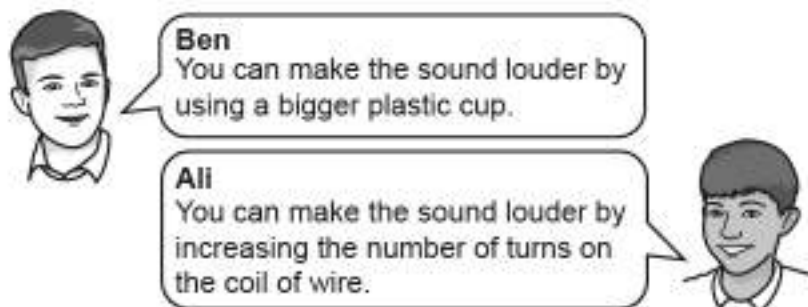 Ben
You can make the sound louder by
using a bigger plastic cup.
Ali
You can make the sound louder by
increasing the number of turns on
the coil of wire.